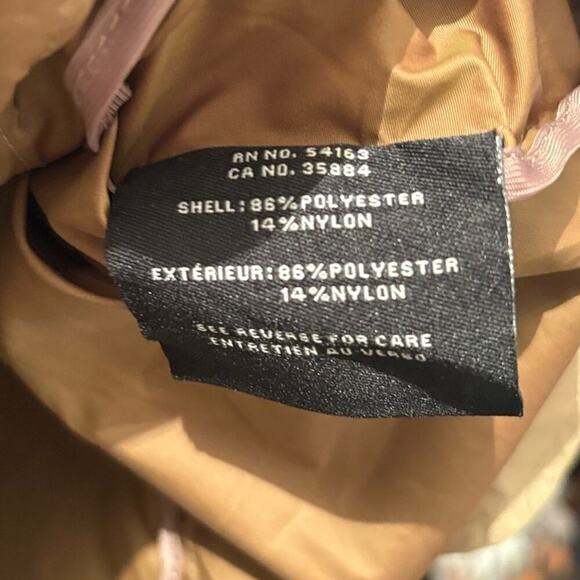 RN NO. 54163
CA NO. 35884
SHELL: 86%POLYESTER
14%NYLON
EXTÉRIEUR: 86%POLYESTER
14%NYLON
SEE REVERSE FOR CARE
ENTRETIEN AU VERSO